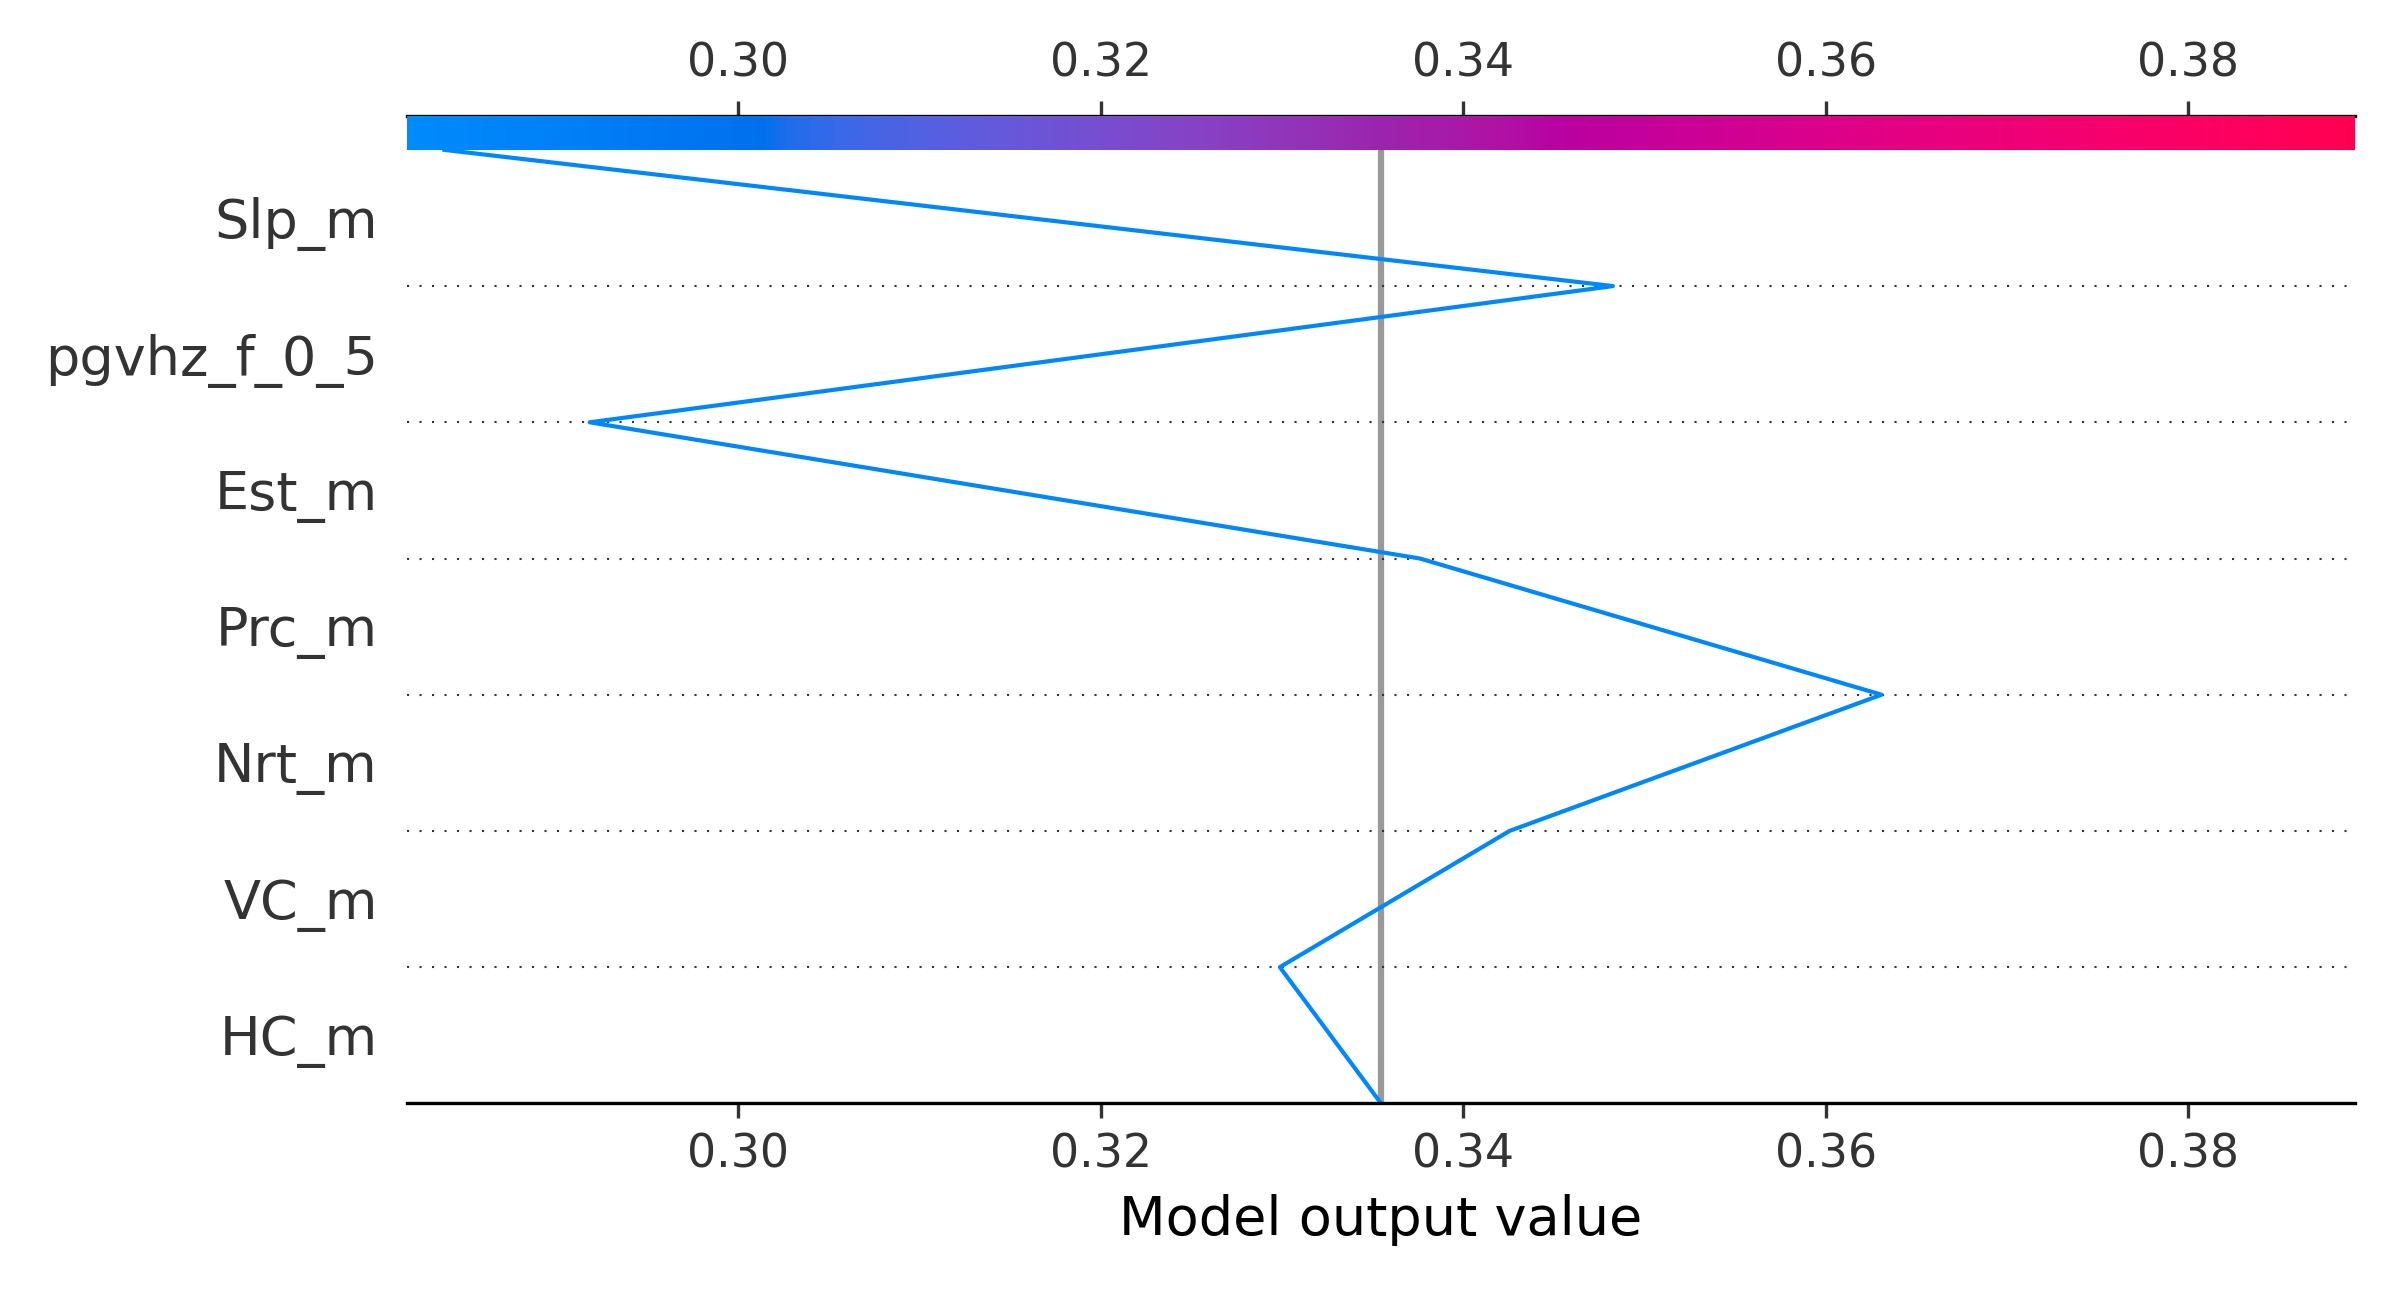 0.30 0.32 0.34 0.36 0.38
Slp_m
pgvhz_f_0_5
Est_m
Prc_m
Nrt_m
VC_m
HC_m
0.30 0.32 0.34 0.36 0.38
Model output value